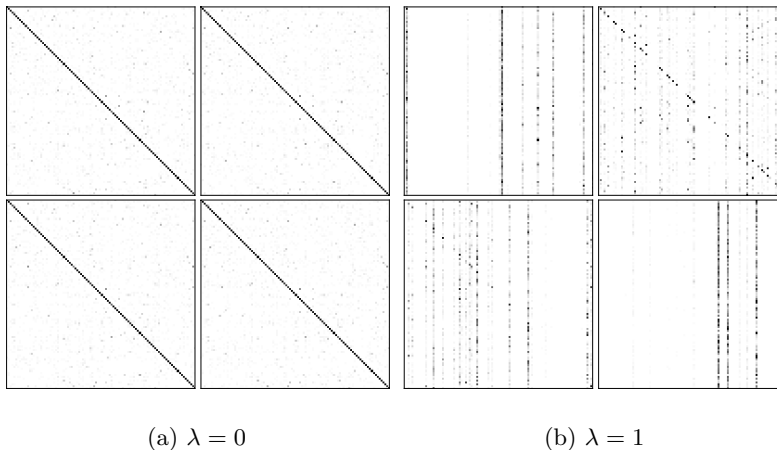 (a) λ = 0
(b) λ = 1